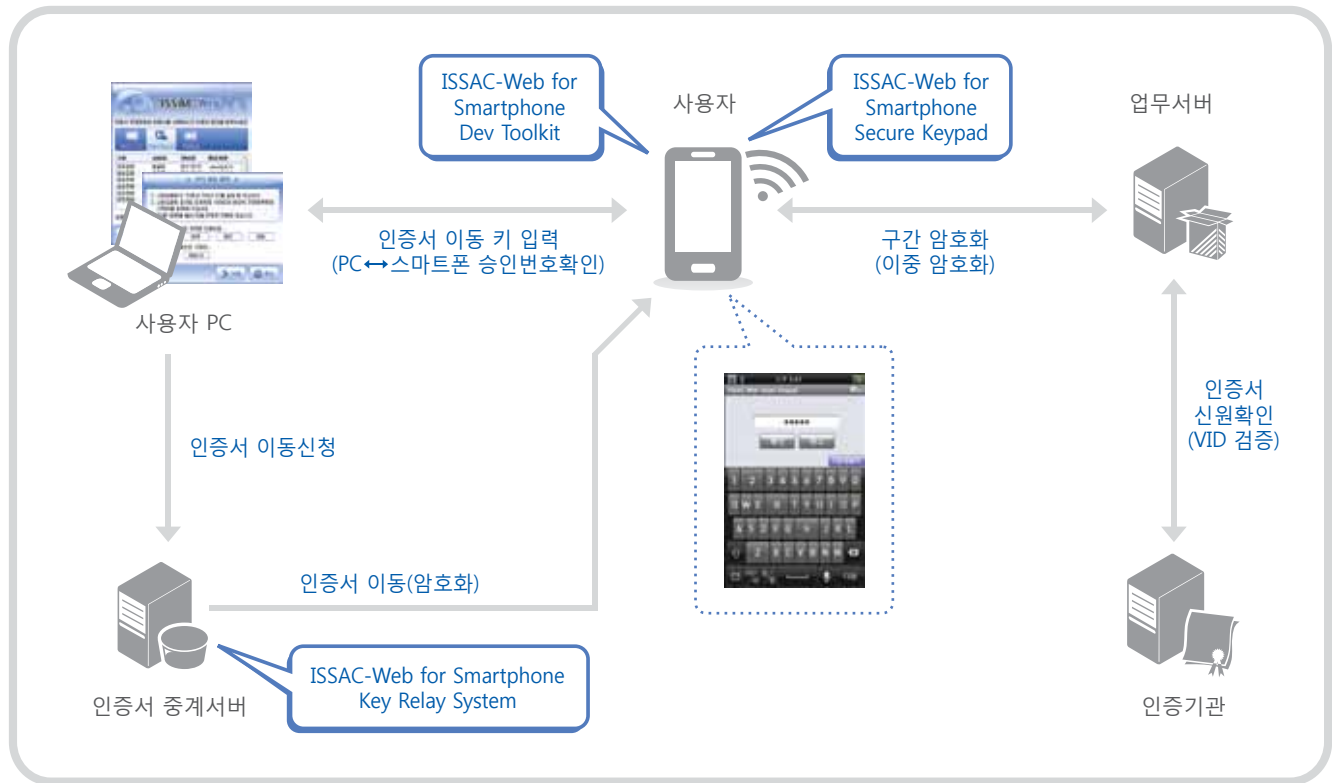 ISSAC-Web for
Smartphone
Dev Toolkit
사용자
ISSAC-Web for
Smartphone
Secure Keypad
업무서버
인증서 이동 키 입력
(PC↔스마트폰 승인번호확인)
구간 암호화
(이중 암호화)
사용자 PC
인증서 이동신청
인증서
신원확인
(VID 검증)
인증서 이동(암호화)
ISSAC-Web for Smartphone
Key Relay System
인증서 중계서버
인증기관